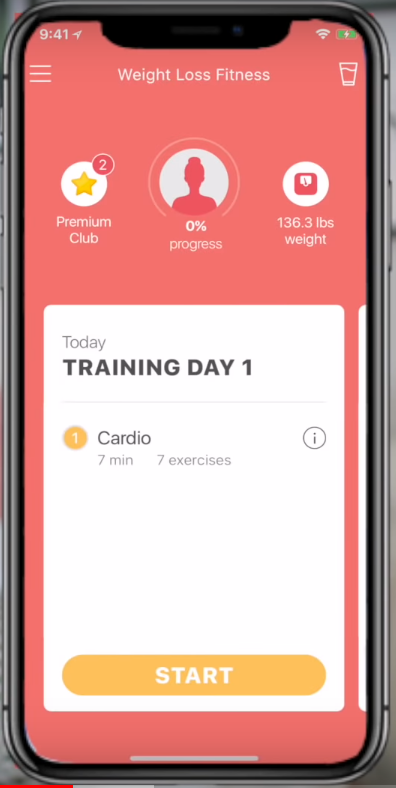 9:41
Weight Loss Fitness
2
Premium
Club
0%
progress
136.3 lbs
weight
Today
TRAINING DAY 1
1 Cardio
7 min 7 exercises
START